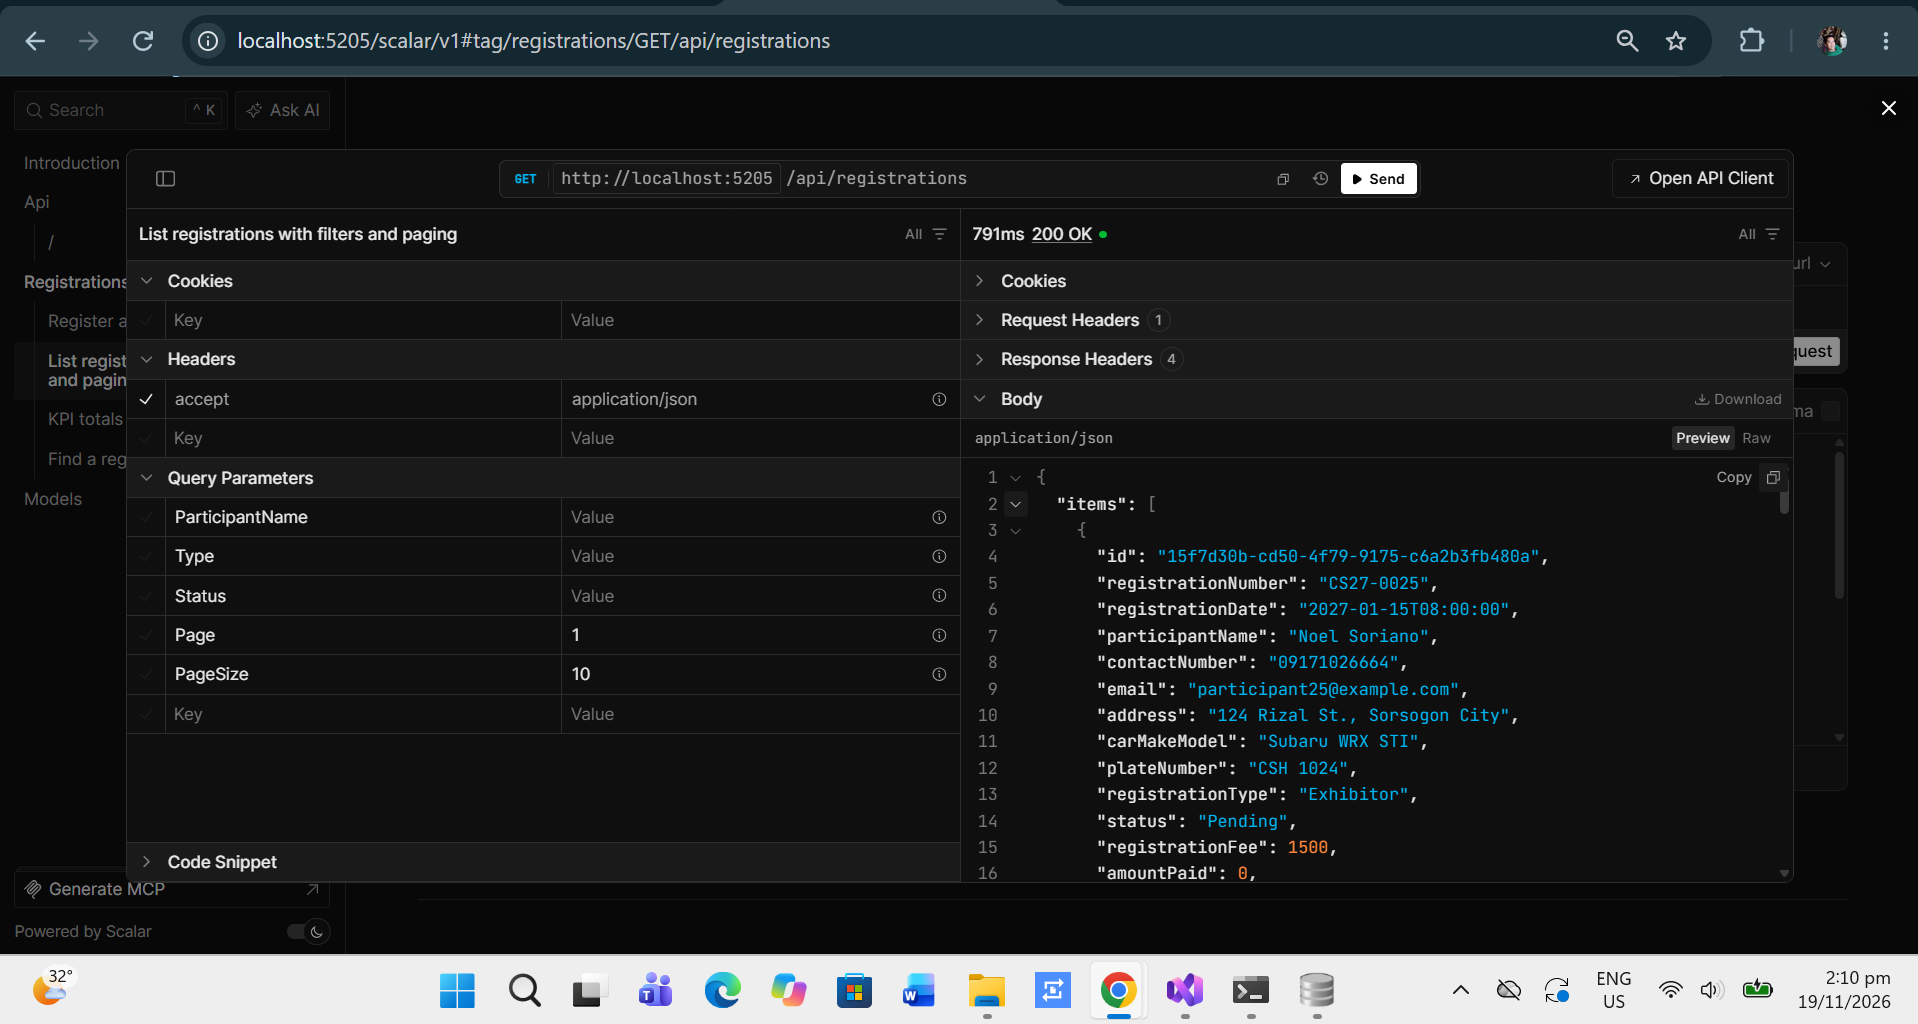 localhost:5205/scalar/v1#tag/registrations/GET/api/registrations
Search
^ K
Ask AI
Introduction
Api
/
Registrations
Register a
List regist
and pagin
KPI totals
Find a reg
Models
Generate MCP
Powered by Scalar
GET http://localhost:5205 /api/registrations
Send
Open API Client
List registrations with filters and paging
All
Cookies
Key Value
Headers
accept application/json
Key Value
Query Parameters
ParticipantName Value
Type Value
Status Value
Page 1
PageSize 10
Key Value
Code Snippet
791ms 200 OK
All
Cookies
Request Headers 1
Response Headers 4
Body
Download
application/json
Preview Raw
Copy
1 {
2 "items": [
3 {
4 "id": "15f7d30b-cd50-4f79-9175-c6a2b3fb480a",
5 "registrationNumber": "CS27-0025",
6 "registrationDate": "2027-01-15T08:00:00",
7 "participantName": "Noel Soriano",
8 "contactNumber": "09171026664",
9 "email": "participant25@example.com",
10 "address": "124 Rizal St., Sorsogon City",
11 "carMakeModel": "Subaru WRX STI",
12 "plateNumber": "CSH 1024",
13 "registrationType": "Exhibitor",
14 "status": "Pending",
15 "registrationFee": 1500,
16 "amountPaid": 0,
url
quest
ma
32°
ENG
US
2:10 pm
19/11/2026